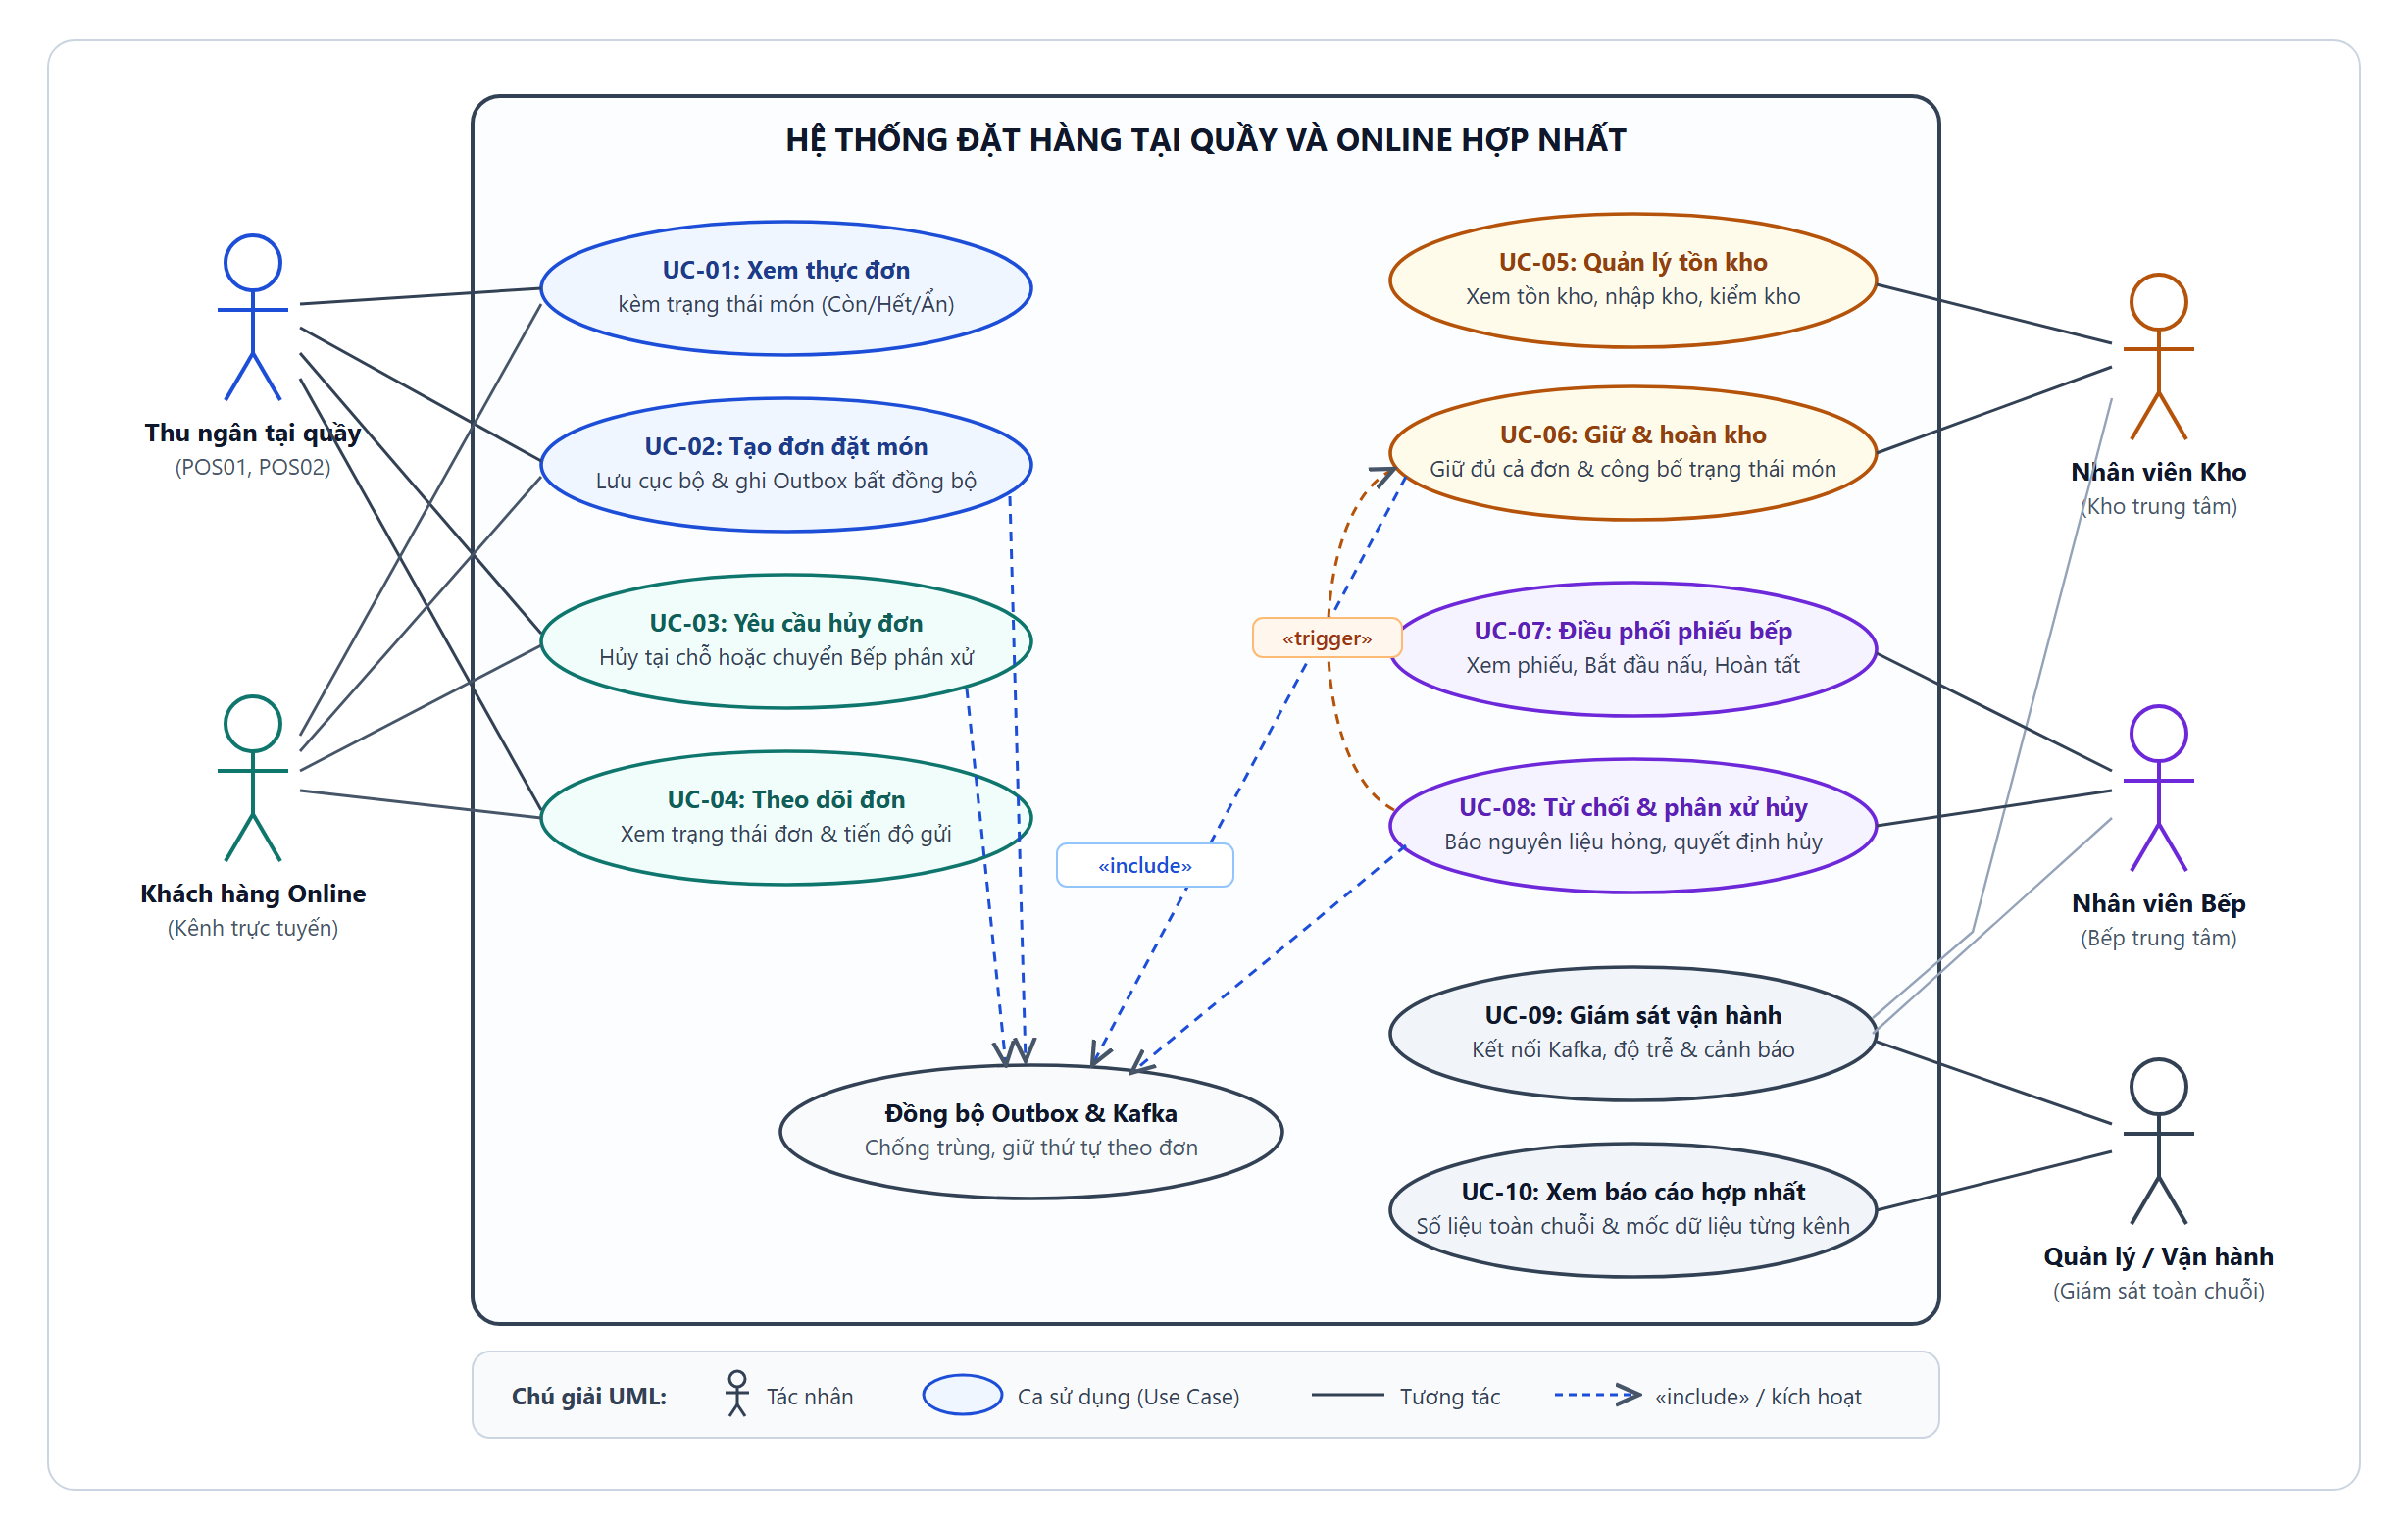 HỆ THỐNG ĐẶT HÀNG TẠI QUẦY VÀ ONLINE HỢP NHẤT
Thu ngân tại quầy
(POS01, POS02)
Khách hàng Online
(Kênh trực tuyến)
UC-01: Xem thực đơn
kèm trạng thái món (Còn/Hết/Ẩn)
UC-02: Tạo đơn đặt món
Lưu cục bộ & ghi Outbox bất đồng bộ
UC-03: Yêu cầu hủy đơn
Hủy tại chỗ hoặc chuyển Bếp phân xử
UC-04: Theo dõi đơn
Xem trạng thái đơn & tiến độ gửi
«include»
«trigger»
Đồng bộ Outbox & Kafka
Chống trùng, giữ thứ tự theo đơn
UC-05: Quản lý tồn kho
Xem tồn kho, nhập kho, kiểm kho
UC-06: Giữ & hoàn kho
Giữ đủ cả đơn & công bố trạng thái món
UC-07: Điều phối phiếu bếp
Xem phiếu, Bắt đầu nấu, Hoàn tất
UC-08: Từ chối & phân xử hủy
Báo nguyên liệu hỏng, quyết định hủy
UC-09: Giám sát vận hành
Kết nối Kafka, độ trễ & cảnh báo
UC-10: Xem báo cáo hợp nhất
Số liệu toàn chuỗi & mốc dữ liệu từng kênh
Nhân viên Kho
(Kho trung tâm)
Nhân viên Bếp
(Bếp trung tâm)
Quản lý / Vận hành
(Giám sát toàn chuỗi)
Chú giải UML:
Tác nhân
Ca sử dụng (Use Case)
Tương tác
«include» / kích hoạt